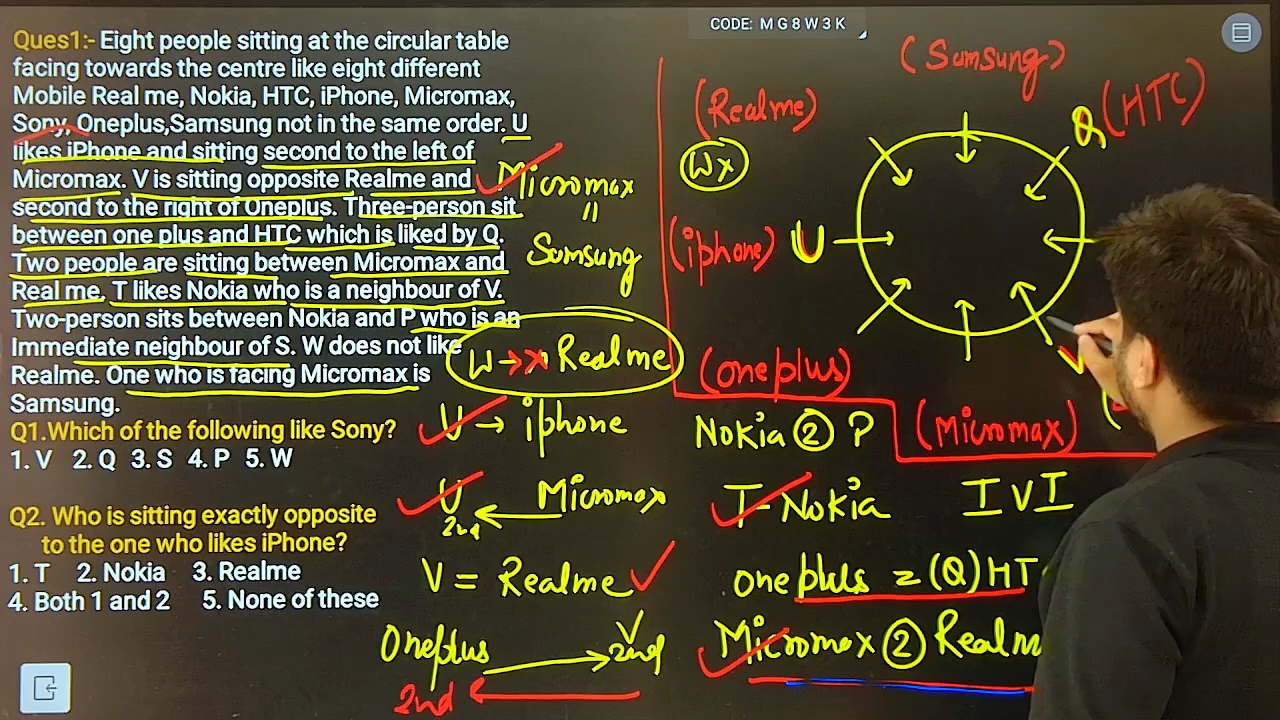 CODE: M G 8 W 3 K
Ques1:- Eight people sitting at the circular table
facing towards the centre like eight different
Mobile Real me, Nokia, HTC, iPhone, Micromax,
Sony, Oneplus,Samsung not in the same order. U
likes iPhone and sitting second to the left of
Micromax. V is sitting opposite Realme and
second to the right of Oneplus. Three-person sit
between one plus and HTC which is liked by Q.
Two people are sitting between Micromax and
Real me. T likes Nokia who is a neighbour of V.
Two-person sits between Nokia and P who is an
Immediate neighbour of S. W does not like
Realme. One who is facing Micromax is
Samsung.
Q1.Which of the following like Sony?
1. V 2. Q 3. S 4. P 5. W
Q2. Who is sitting exactly opposite
to the one who likes iPhone?
1. T 2. Nokia 3. Realme
4. Both 1 and 2 5. None of these
Micromax
॥
Samsung
W → x Realme
U → iphone
U ← Micromax
2nd
V = Realme
Oneplus → V 2nd
2nd ←
(Samsung)
(Realme)
Wx
Q (HTC)
(iphone) U
V
(oneplus)
(Micromax)
Nokia ② P
T - Nokia I V I
one plus = (Q) HT
Micromax ② Realm